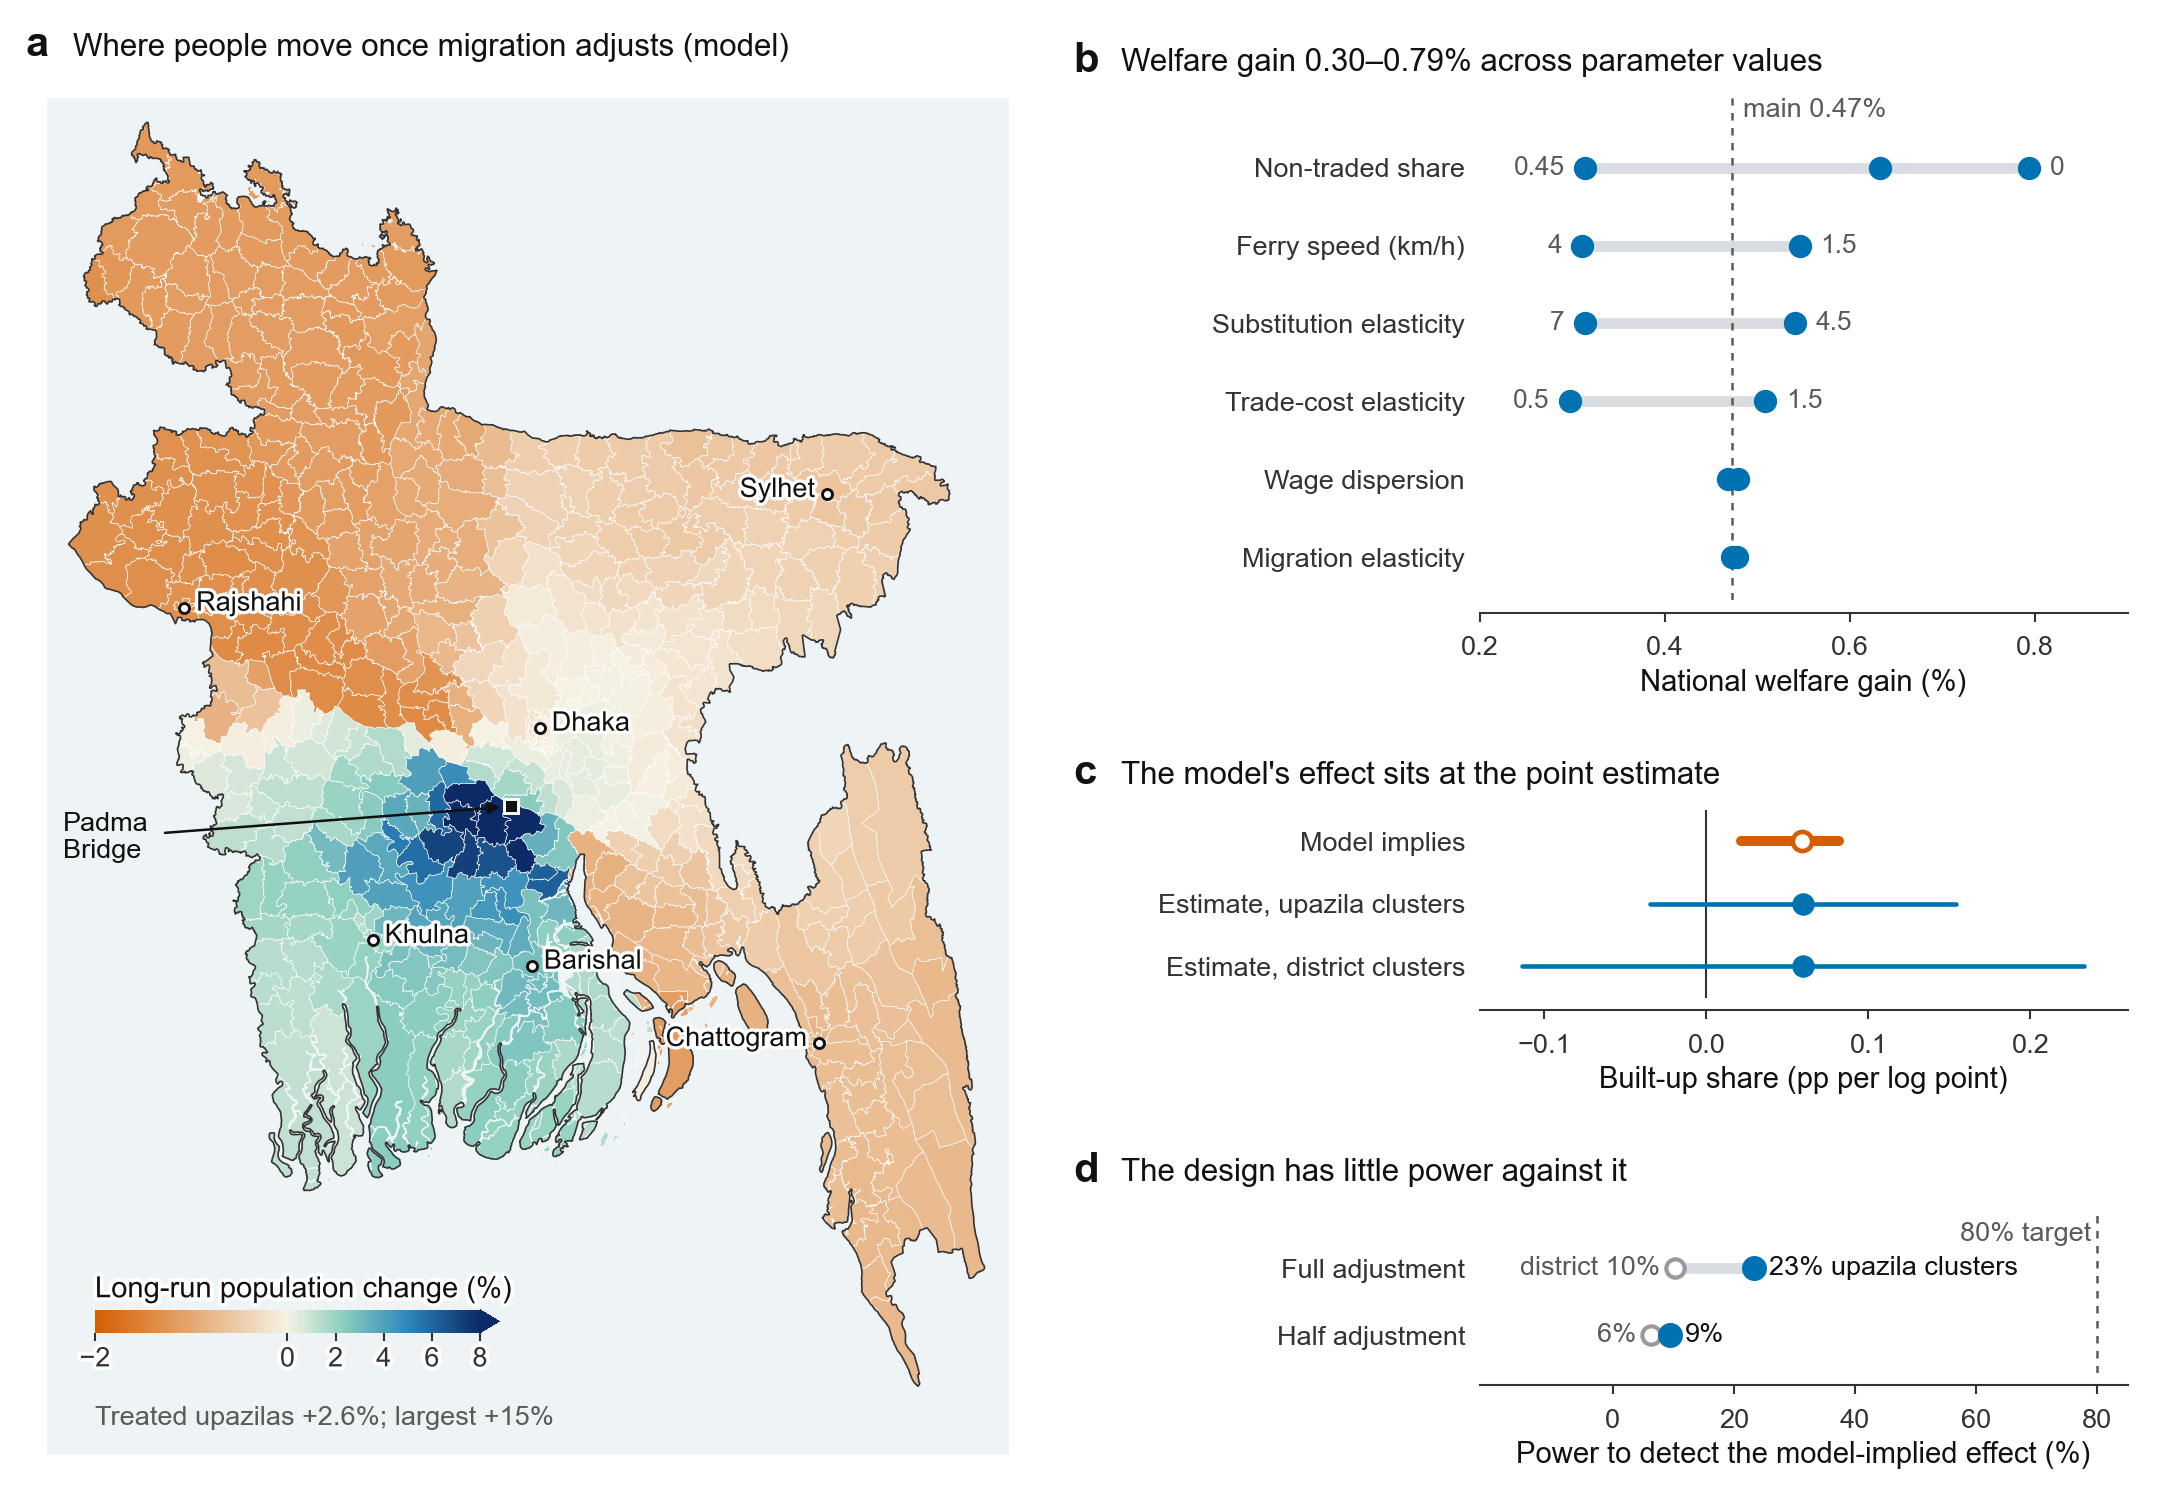 a Where people move once migration adjusts (model)
Sylhet
Rajshahi
Dhaka
Padma
Bridge
Khulna
Barishal
Chattogram
Long-run population change (%)
−2 0 2 4 6 8
Treated upazilas +2.6%; largest +15%
b Welfare gain 0.30–0.79% across parameter values
main 0.47%
Non-traded share 0.45 0
Ferry speed (km/h) 4 1.5
Substitution elasticity 7 4.5
Trade-cost elasticity 0.5 1.5
Wage dispersion
Migration elasticity
0.2 0.4 0.6 0.8
National welfare gain (%)
c The model's effect sits at the point estimate
Model implies
Estimate, upazila clusters
Estimate, district clusters
−0.1 0.0 0.1 0.2
Built-up share (pp per log point)
d The design has little power against it
80% target
Full adjustment district 10% 23% upazila clusters
Half adjustment 6% 9%
0 20 40 60 80
Power to detect the model-implied effect (%)